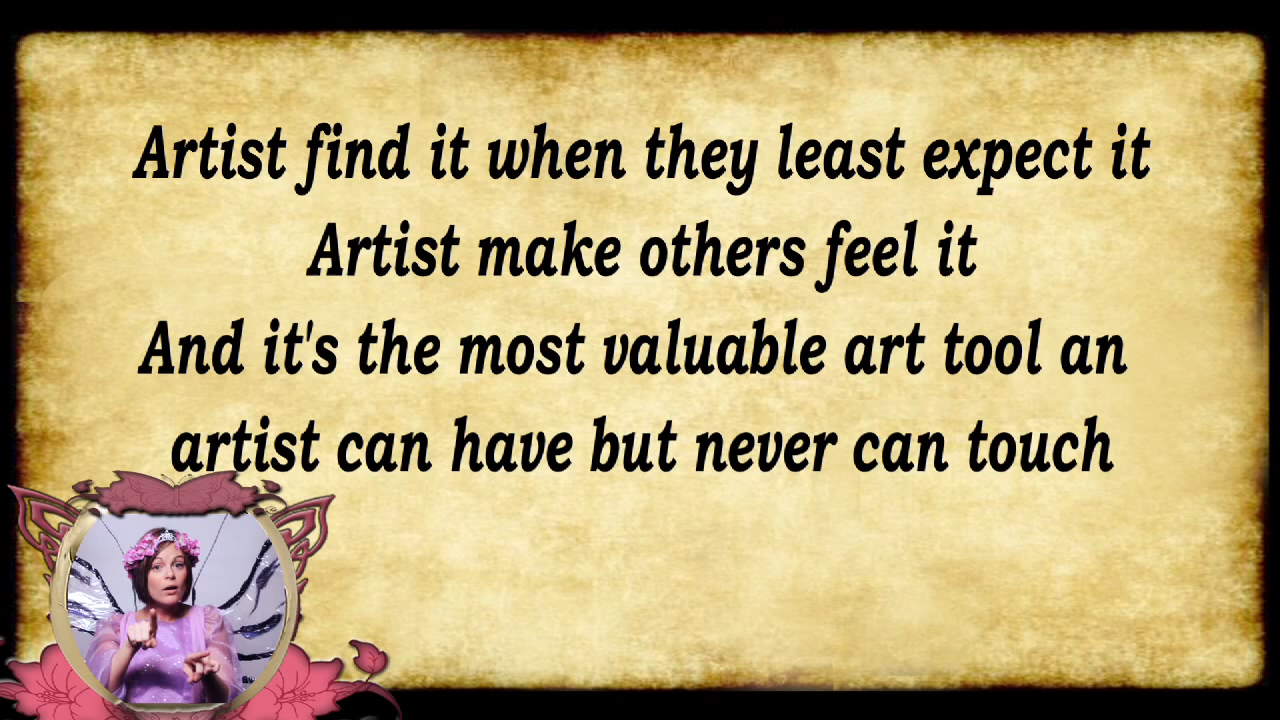 Artist find it when they least expect it
Artist make others feel it
And it's the most valuable art tool an
artist can have but never can touch